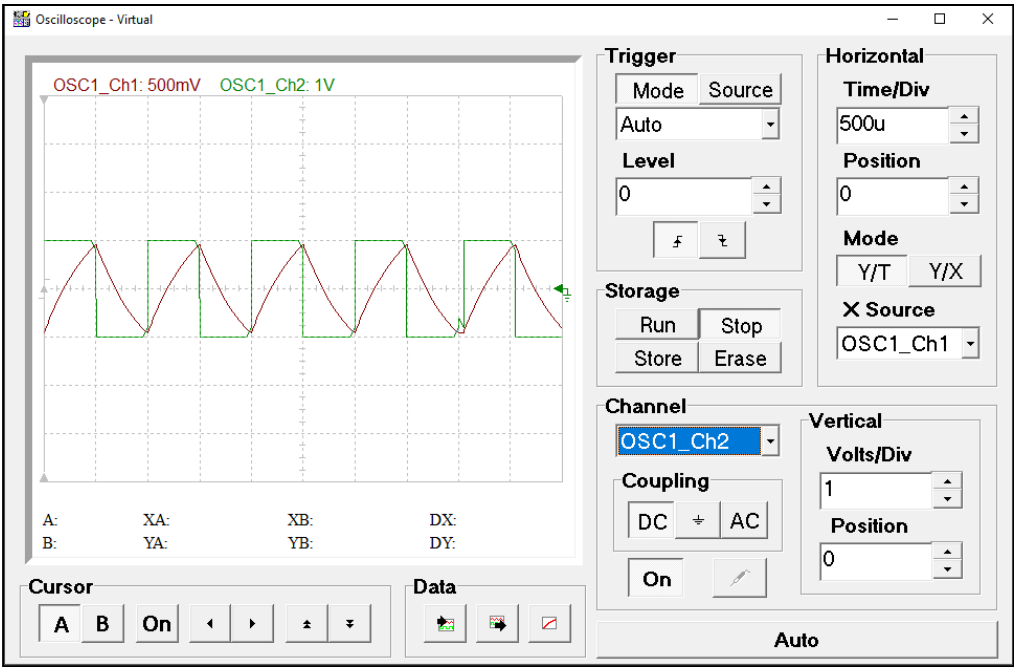 Oscilloscope - Virtual
OSC1_Ch1: 500mV OSC1_Ch2: 1V
A: XA: XB: DX:
B: YA: YB: DY:
Cursor
A B On
Data
Trigger
Mode Source
Auto
Level
0
Storage
Run Stop
Store Erase
Horizontal
Time/Div
500u
Position
0
Mode
Y/T Y/X
X Source
OSC1_Ch1
Channel
OSC1_Ch2
Coupling
DC AC
On
Vertical
Volts/Div
1
Position
0
Auto